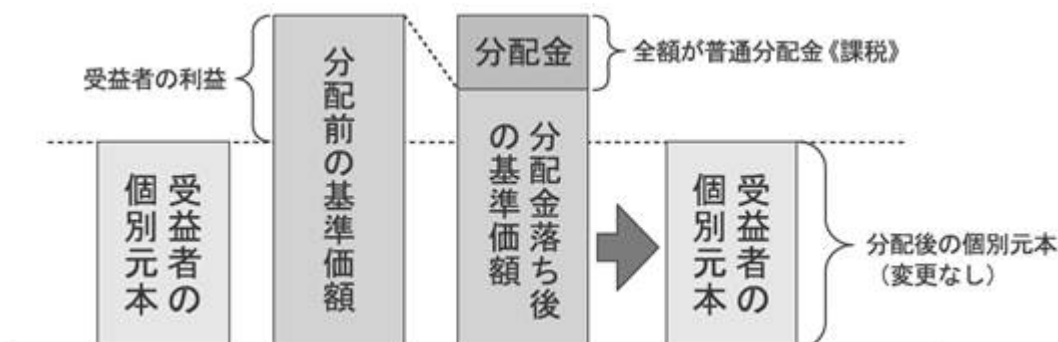 受益者の利益
受益者の
個別元本
分配前の基準価額
分配金
全額が普通分配金《課税》
分配金落ち後
の基準価額
受益者の
個別元本
分配後の個別元本
（変更なし）